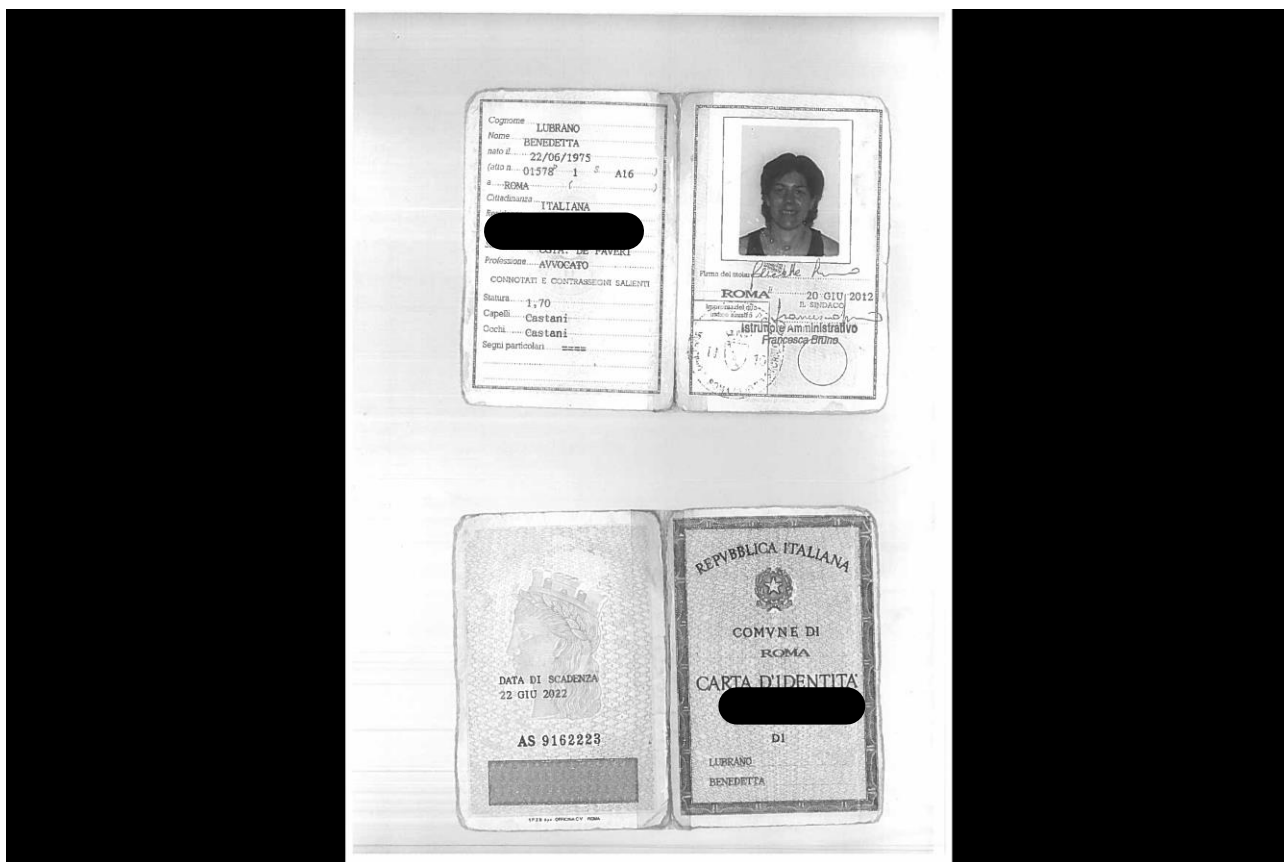 Cognome LUBRANO
Nome BENEDETTA
nato il 22/06/1975
(atto n. 01578 P 1 S. A16 )
a ROMA ( )
Cittadinanza ITALIANA
Professione AVVOCATO
CONNOTATI E CONTRASSEGNI SALIENTI
Statura 1,70
Capelli Castani
Occhi Castani
Segni particolari ====
Firma del titolare
ROMA 20 GIU 2012
IL SINDACO
Istruttore Amministrativo
Francesca Bruno
DATA DI SCADENZA
22 GIU 2022
AS 9162223
REPVBBLICA ITALIANA
COMVNE DI
ROMA
CARTA D'IDENTITÀ
DI
LUBRANO
BENEDETTA